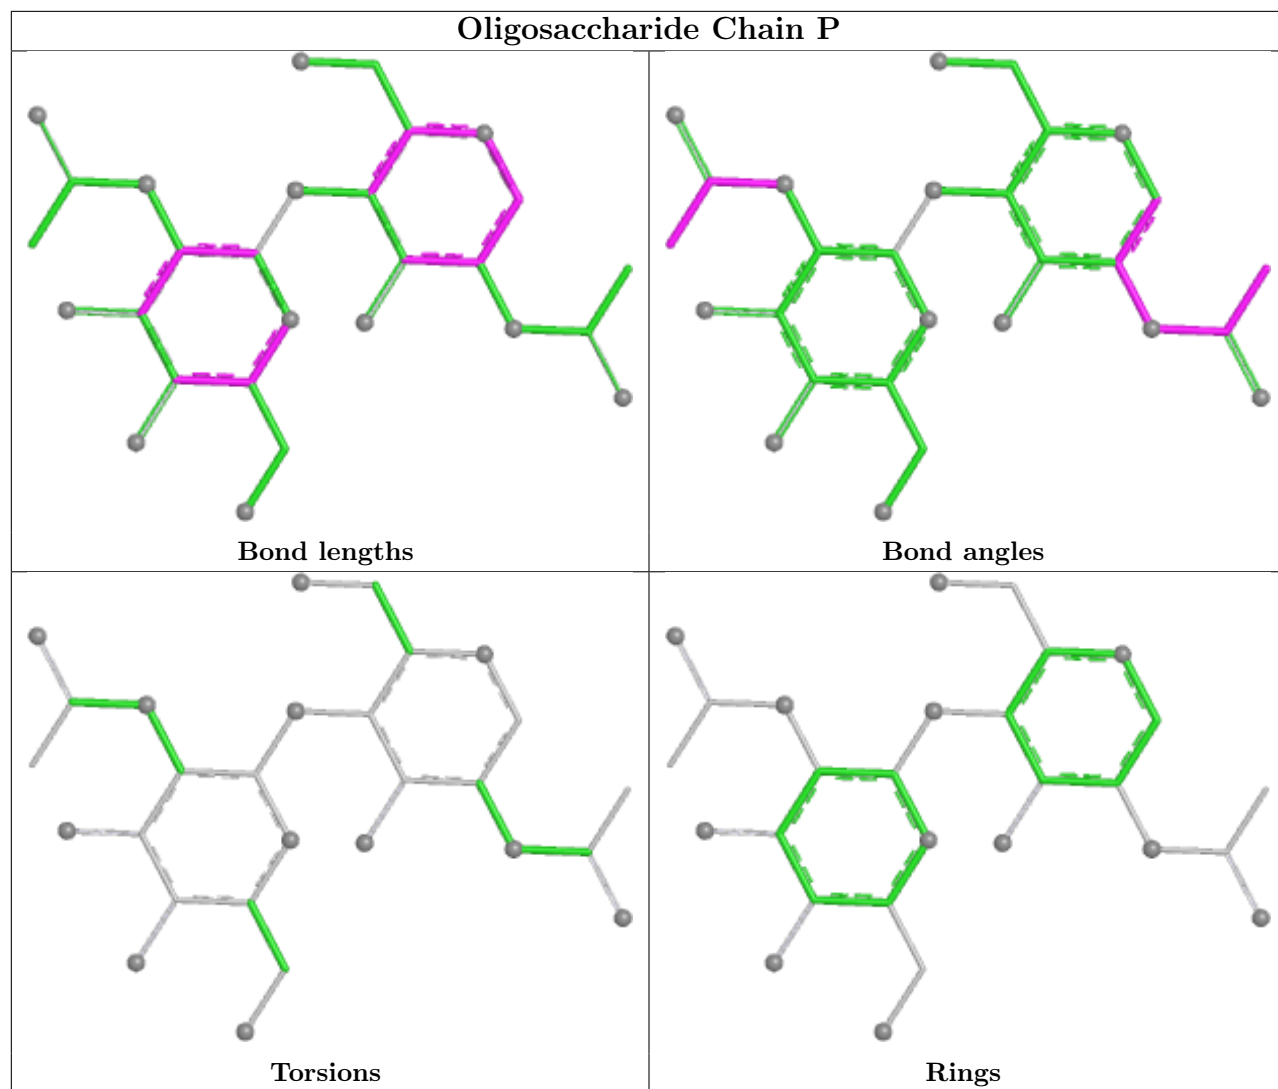 Oligosaccharide Chain P
Bond lengths
Bond angles
Torsions
Rings